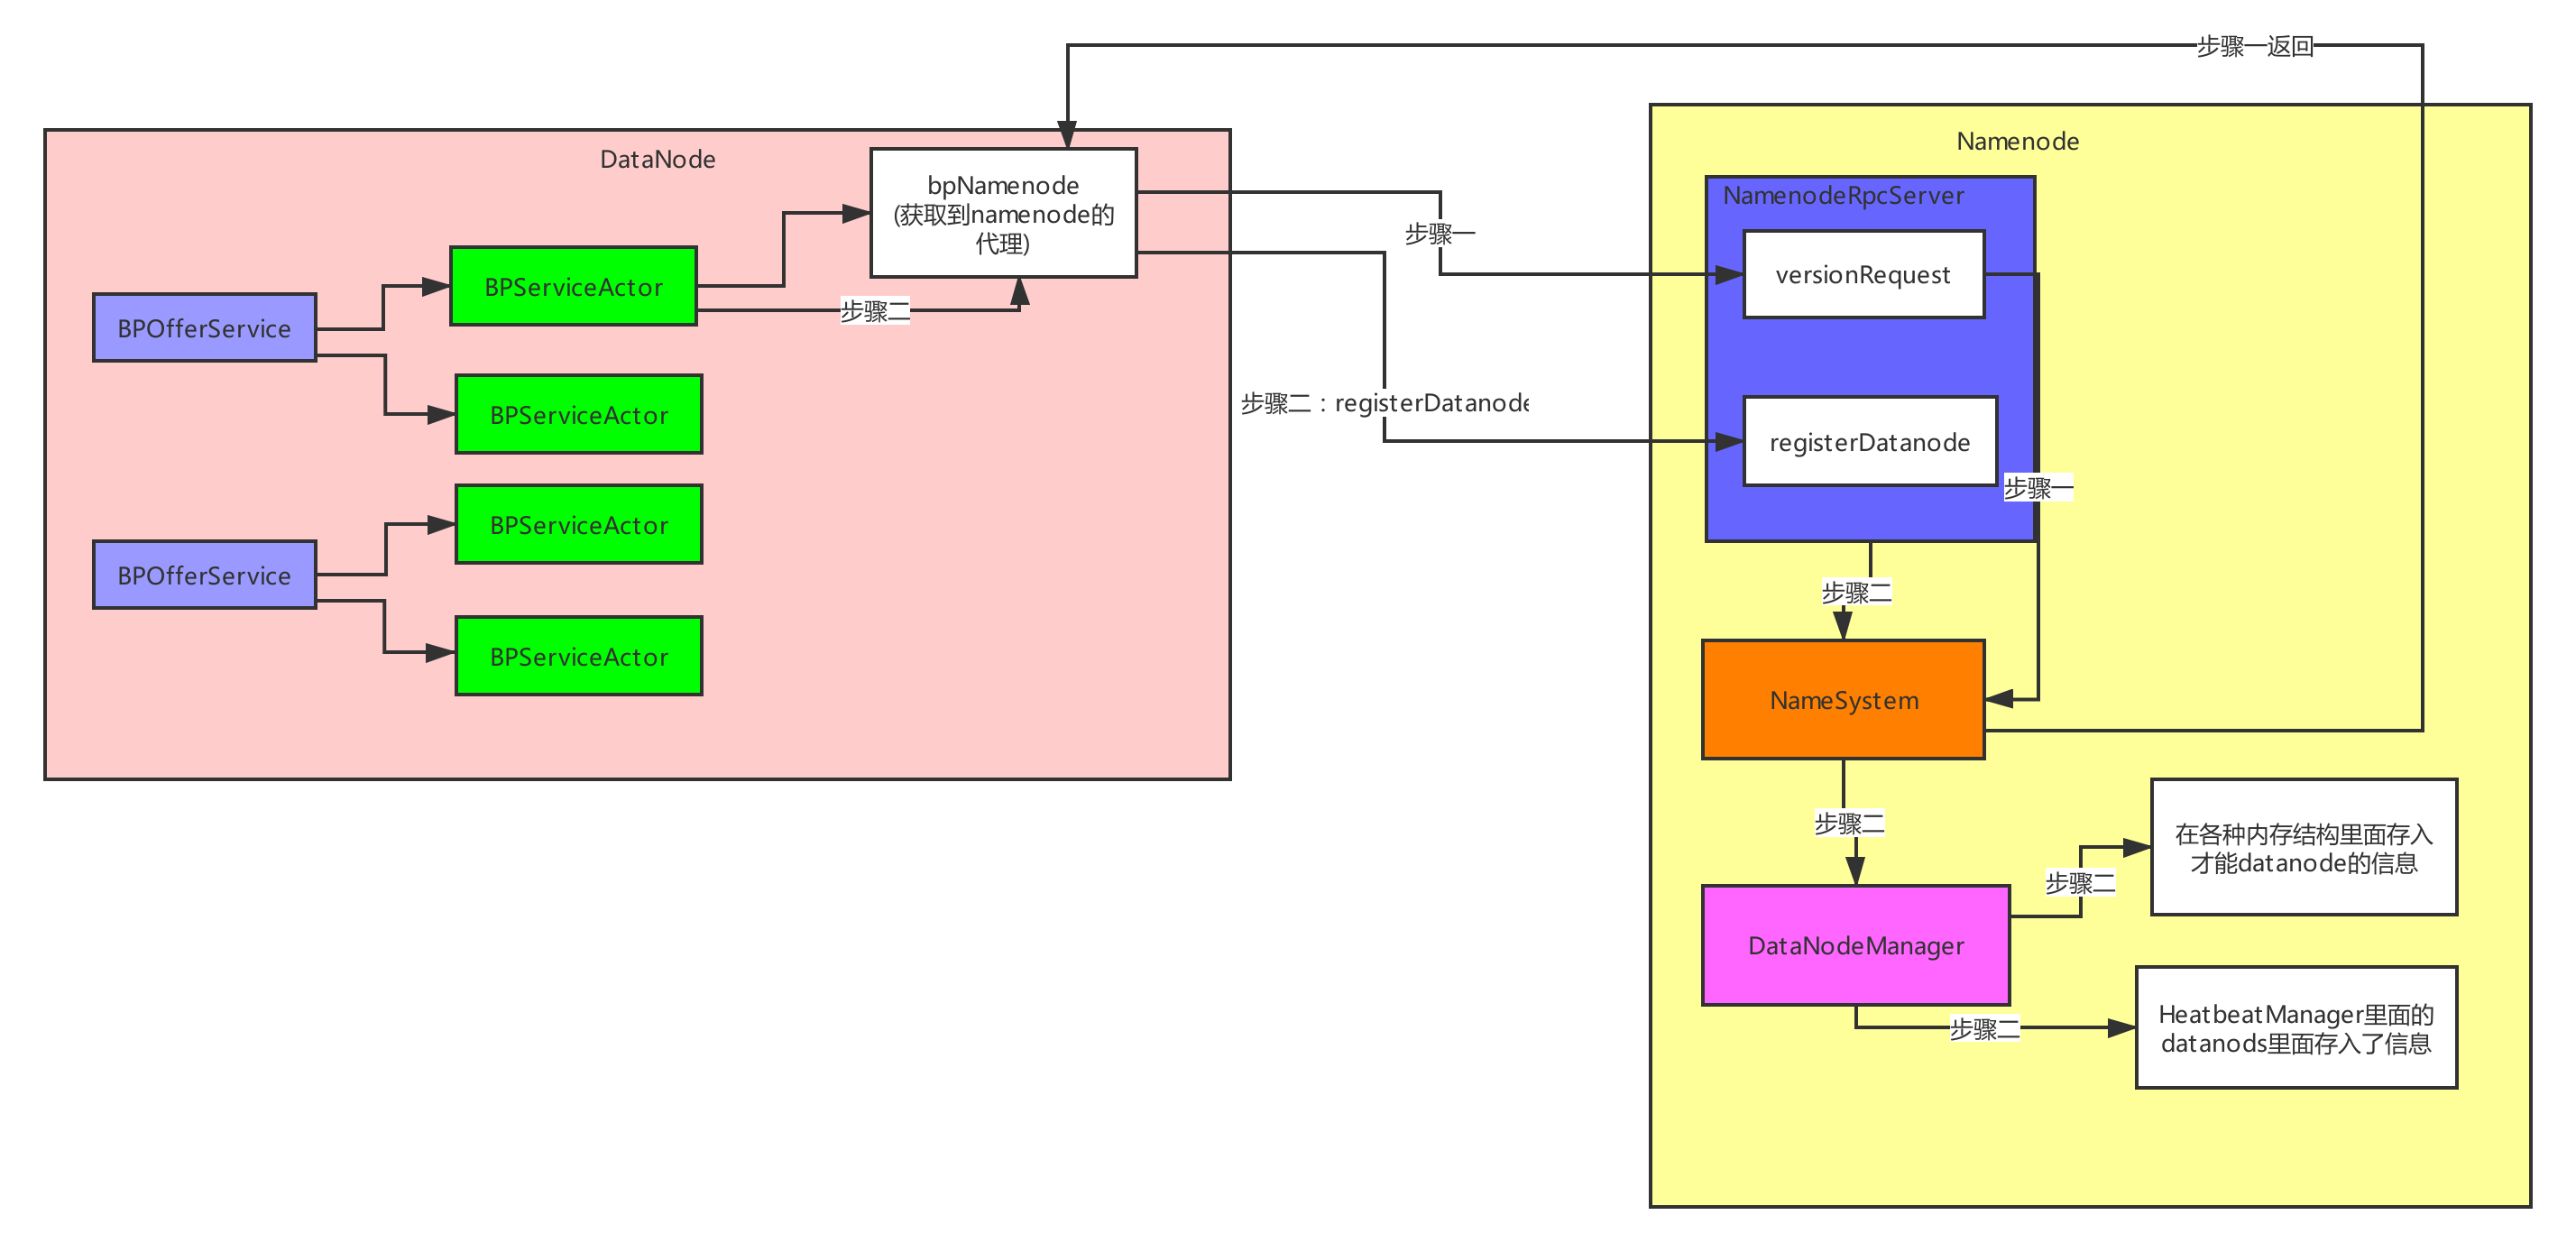 步骤一返回
DataNode
bpNamenode
(获取到namenode的
代理)
BPServiceActor
步骤二
BPOfferService
BPServiceActor
BPServiceActor
BPOfferService
BPServiceActor
步骤一
步骤二：registerDatanode
Namenode
NamenodeRpcServer
versionRequest
registerDatanode
步骤一
步骤二
NameSystem
步骤二
DataNodeManager
步骤二
在各种内存结构里面存入
才能datanode的信息
步骤二
HeatbeatManager里面的
datanods里面存入了信息